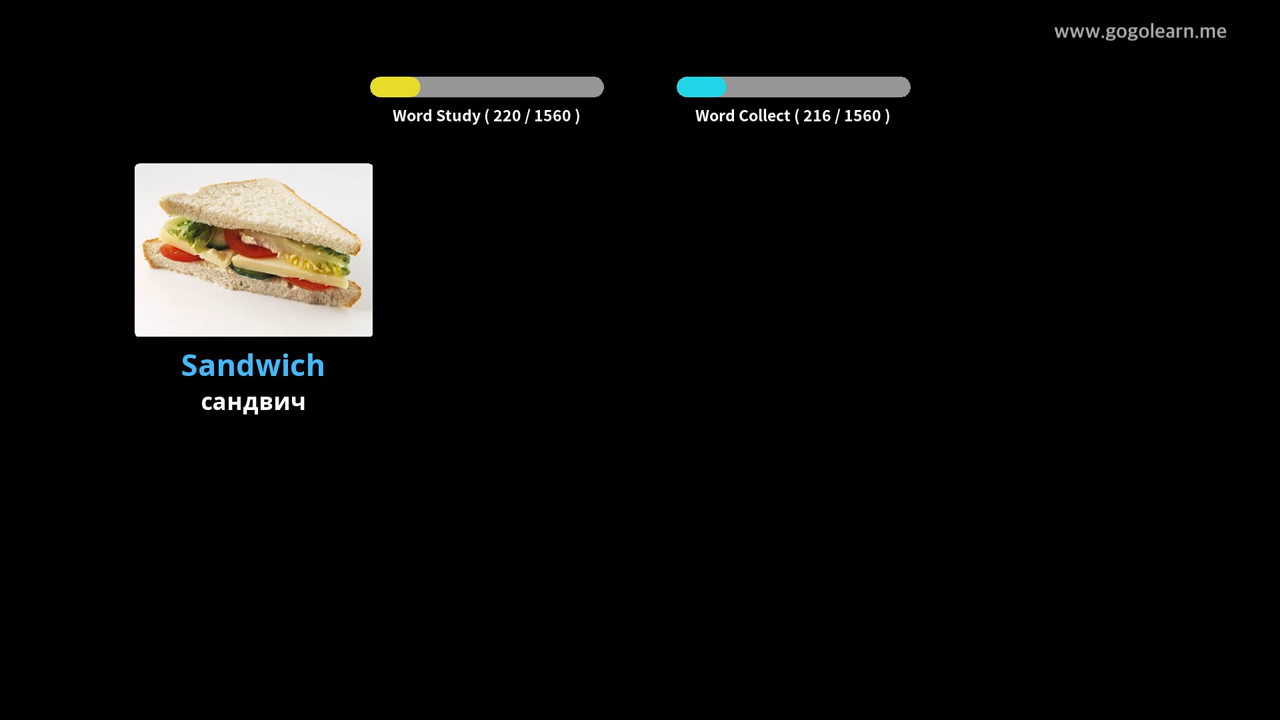 www.gogolearn.me
Word Study ( 220 / 1560 )
Word Collect ( 216 / 1560 )
Sandwich
сандвич